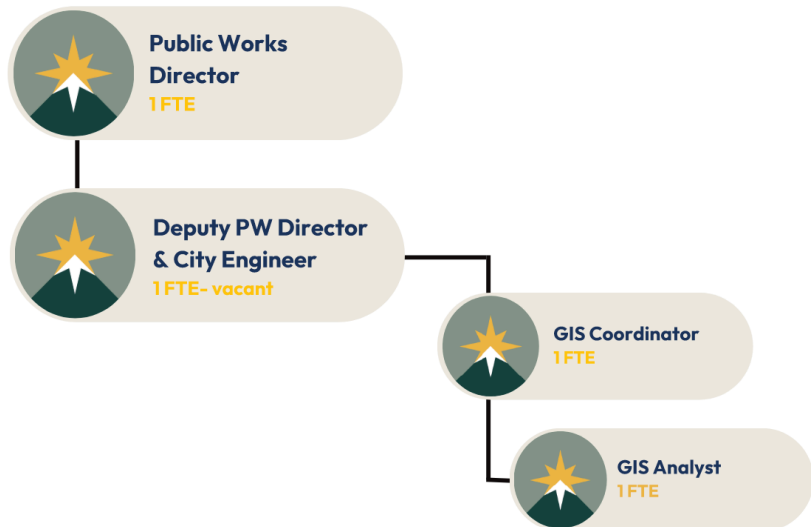 Public Works
Director
1 FTE
Deputy PW Director
& City Engineer
1 FTE- vacant
GIS Coordinator
1 FTE
GIS Analyst
1 FTE